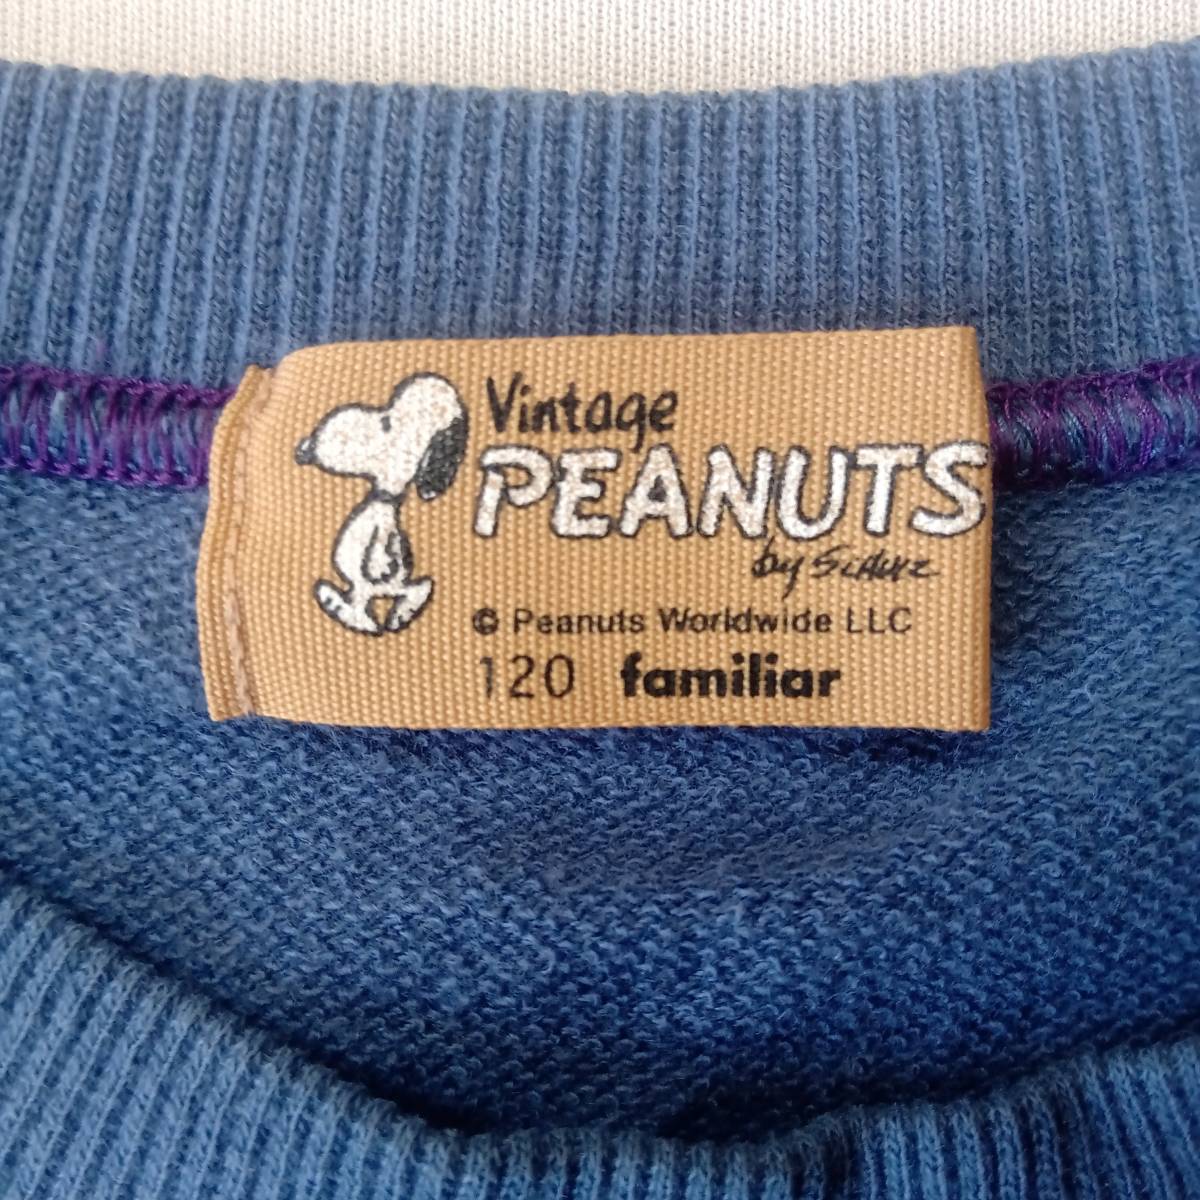 Vintage
PEANUTS
by SCHULZ
© Peanuts Worldwide LLC
120 familiar